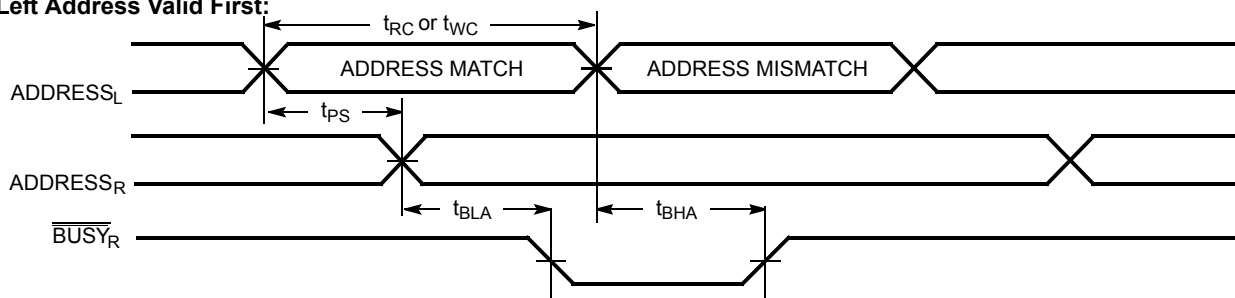 Left Address Valid First:
tRC or tWC
ADDRESS MATCH
ADDRESS MISMATCH
ADDRESSL
tPS
ADDRESSR
tBLA
tBHA
BUSYR